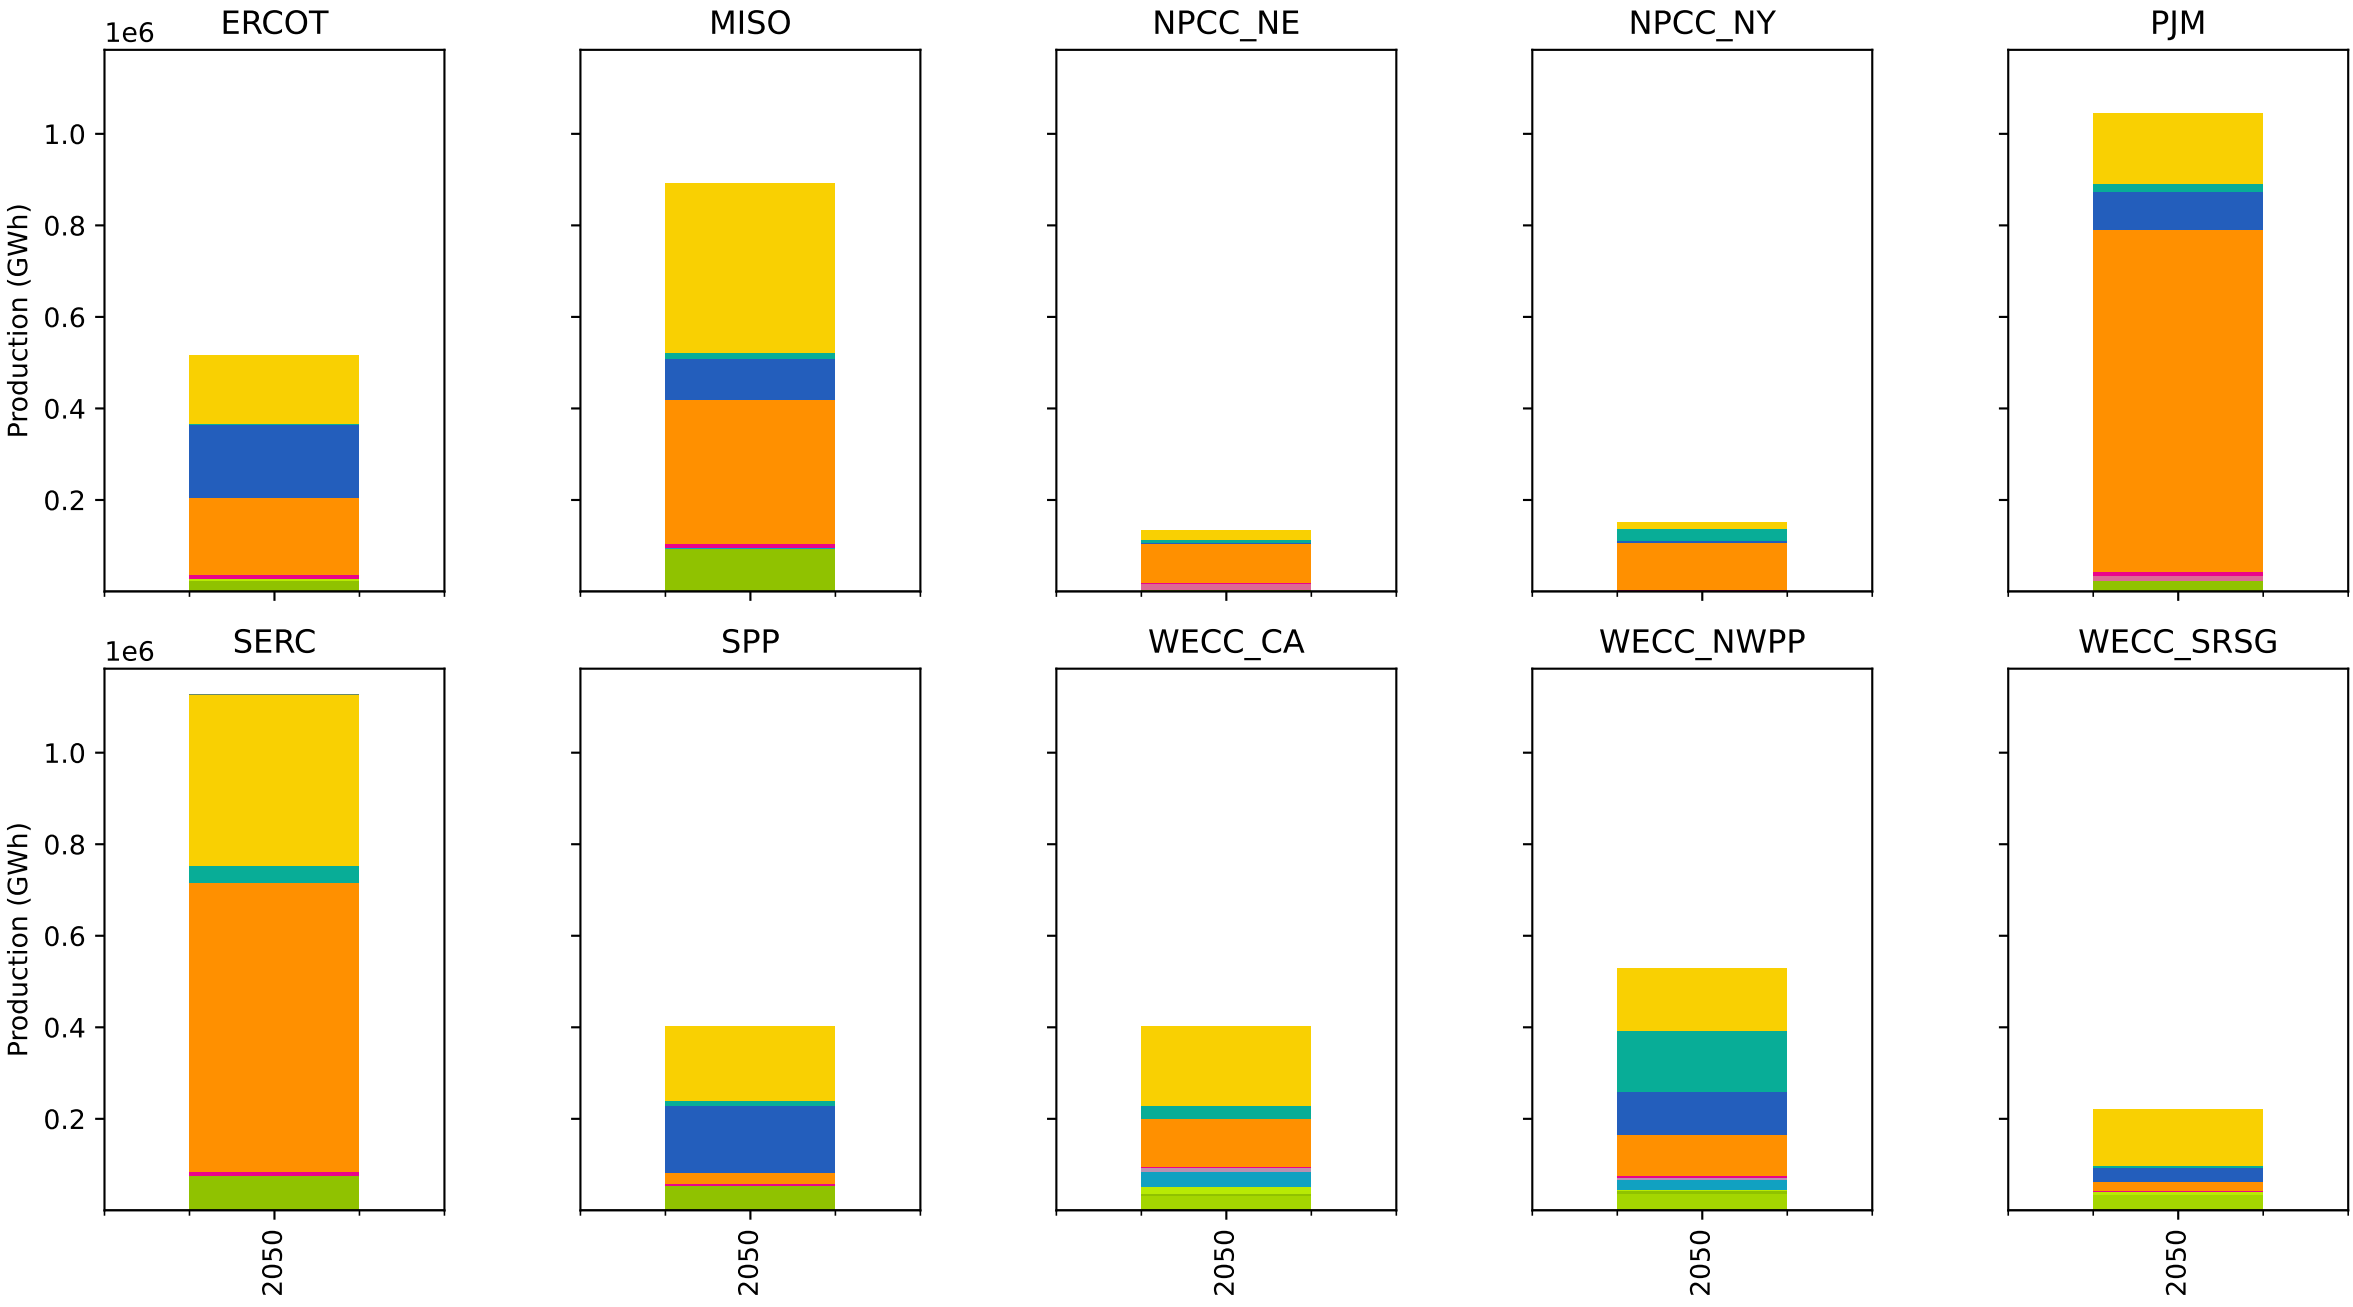 ERCOT
MISO
NPCC_NE
NPCC_NY
PJM
1e6
1.0
0.8
0.6
0.4
0.2
Production (GWh)
SERC
SPP
WECC_CA
WECC_NWPP
WECC_SRSG
1e6
1.0
0.8
0.6
0.4
0.2
Production (GWh)
2050
2050
2050
2050
2050